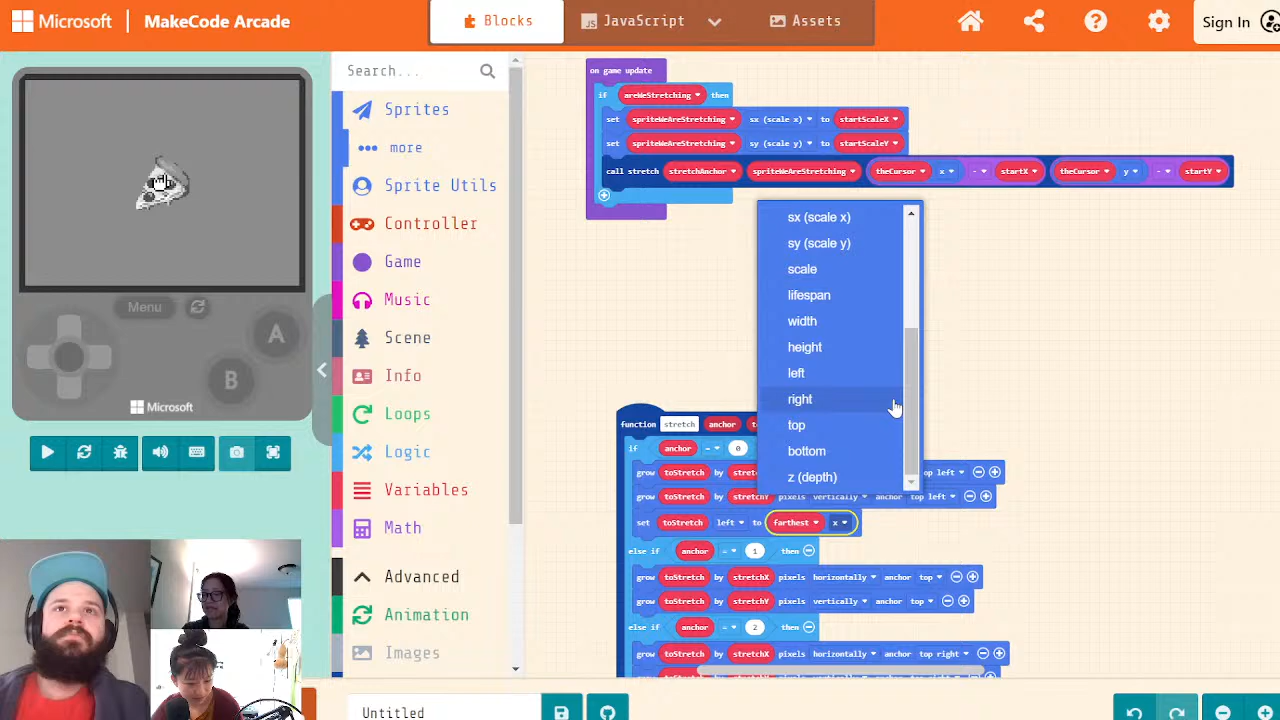 Microsoft | MakeCode Arcade
Blocks
JavaScript
Assets
Sign In
Menu
A
B
Microsoft
Search...
Sprites
more
Sprite Utils
Controller
Game
Music
Scene
Info
Loops
Logic
Variables
Math
Advanced
Animation
Images
on game update
if areWeStretching then
set spriteWeAreStretching sx (scale x) to startScaleX
set spriteWeAreStretching sy (scale y) to startScaleY
call stretch stretchAnchor spriteWeAreStretching theCursor x - startX theCursor y - startY
sx (scale x)
sy (scale y)
scale
lifespan
width
height
left
right
top
bottom
z (depth)
function stretch anchor
if anchor = 0
grow toStretch by op left
grow toStretch by stretchY pixels vertically anchor top left
set toStretch left to farthest x
else if anchor = 1 then
grow toStretch by stretchX pixels horizontally anchor top
grow toStretch by stretchY pixels vertically anchor top
else if anchor = 2 then
grow toStretch by stretchX pixels horizontally anchor top right
Untitled